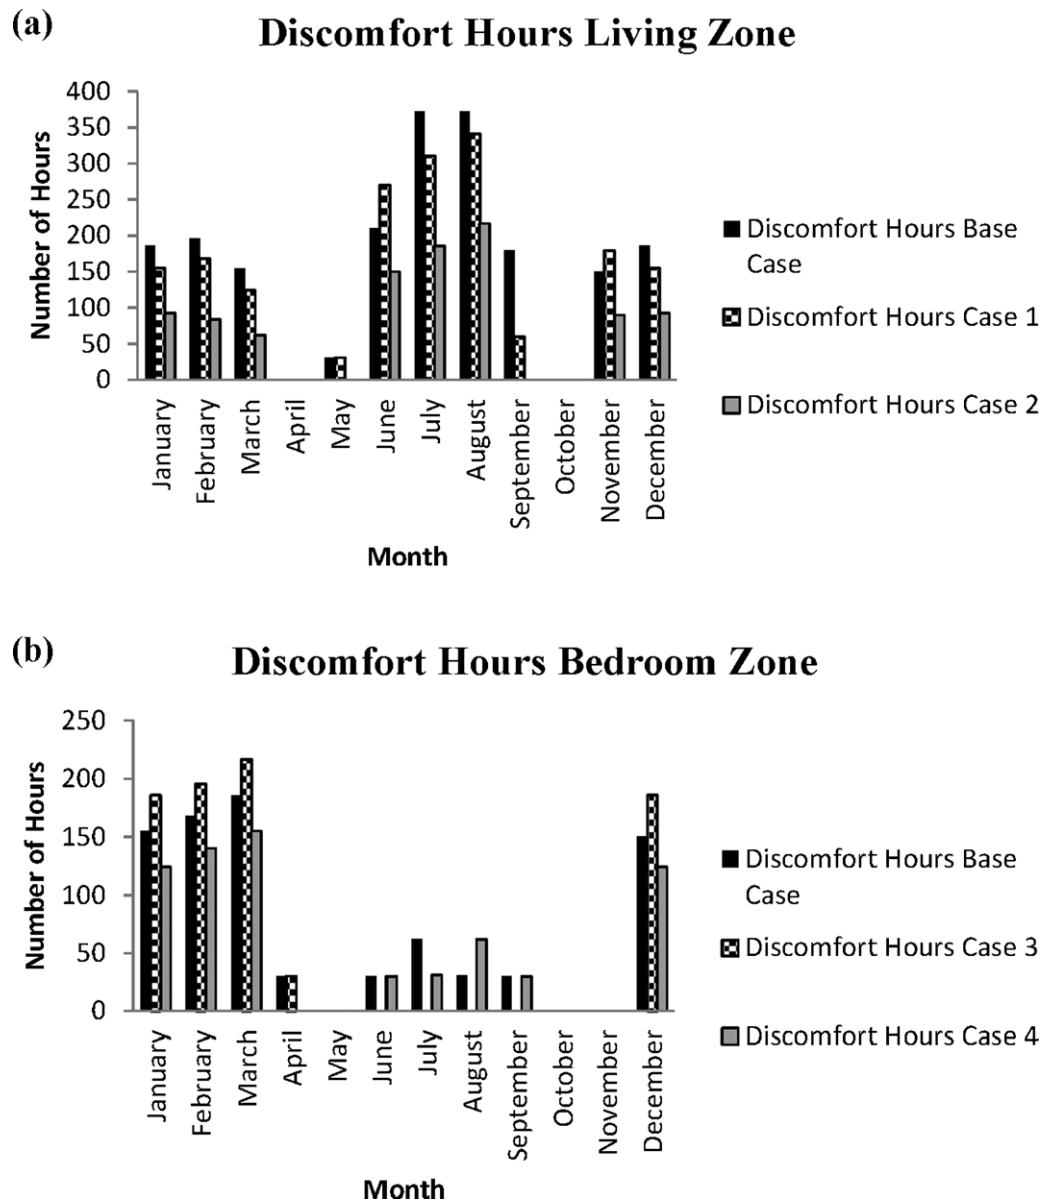 (a)
Discomfort Hours Living Zone
400
350
300
250
200
150
100
50
0
Number of Hours
January
February
March
April
May
June
July
August
September
October
November
December
Month
Discomfort Hours Base
Case
Discomfort Hours Case 1
Discomfort Hours Case 2
(b)
Discomfort Hours Bedroom Zone
250
200
150
100
50
0
Number of Hours
January
February
March
April
May
June
July
August
September
October
November
December
Month
Discomfort Hours Base
Case
Discomfort Hours Case 3
Discomfort Hours Case 4